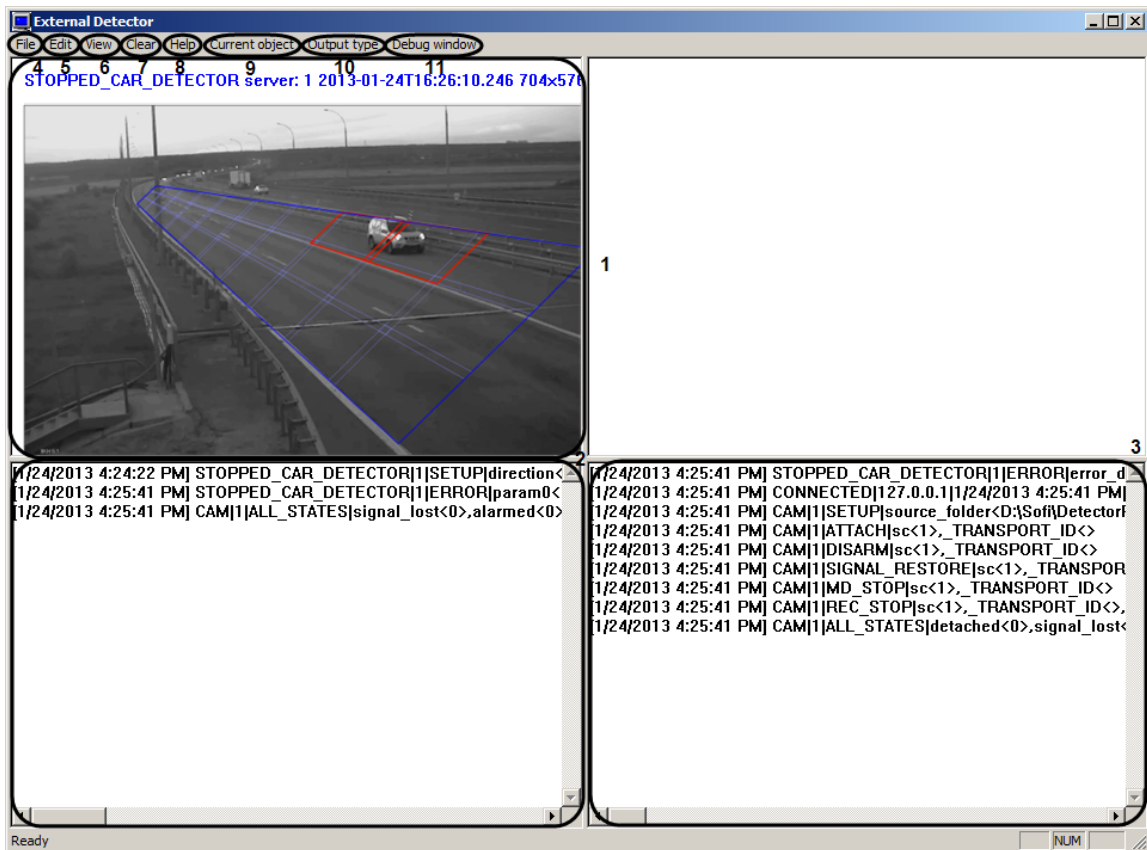 External Detector
File Edit View Clear Help Current object Output type Debug window
4 5 6 7 8 9 10 11
STOPPED_CAR_DETECTOR server: 1 2013-01-24T16:26:10.246 704x576
1
2
3
[1/24/2013 4:24:22 PM] STOPPED_CAR_DETECTOR|1|SETUP|direction<
[1/24/2013 4:25:41 PM] STOPPED_CAR_DETECTOR|1|ERROR|param0<
[1/24/2013 4:25:41 PM] CAM|1|ALL_STATES|signal_lost<0>,alarmed<0>
[1/24/2013 4:25:41 PM] STOPPED_CAR_DETECTOR|1|ERROR|error_d
[1/24/2013 4:25:41 PM] CONNECTED|127.0.0.1|1/24/2013 4:25:41 PM|
[1/24/2013 4:25:41 PM] CAM|1|SETUP|source_folder<D:\Sofi\DetectorF
[1/24/2013 4:25:41 PM] CAM|1|ATTACH|sc<1>,_TRANSPORT_ID<>
[1/24/2013 4:25:41 PM] CAM|1|DISARM|sc<1>,_TRANSPORT_ID<>
[1/24/2013 4:25:41 PM] CAM|1|SIGNAL_RESTORE|sc<1>,_TRANSPOR
[1/24/2013 4:25:41 PM] CAM|1|MD_STOP|sc<1>,_TRANSPORT_ID<>
[1/24/2013 4:25:41 PM] CAM|1|REC_STOP|sc<1>,_TRANSPORT_ID<>,
[1/24/2013 4:25:41 PM] CAM|1|ALL_STATES|detached<0>,signal_lost<
Ready
NUM